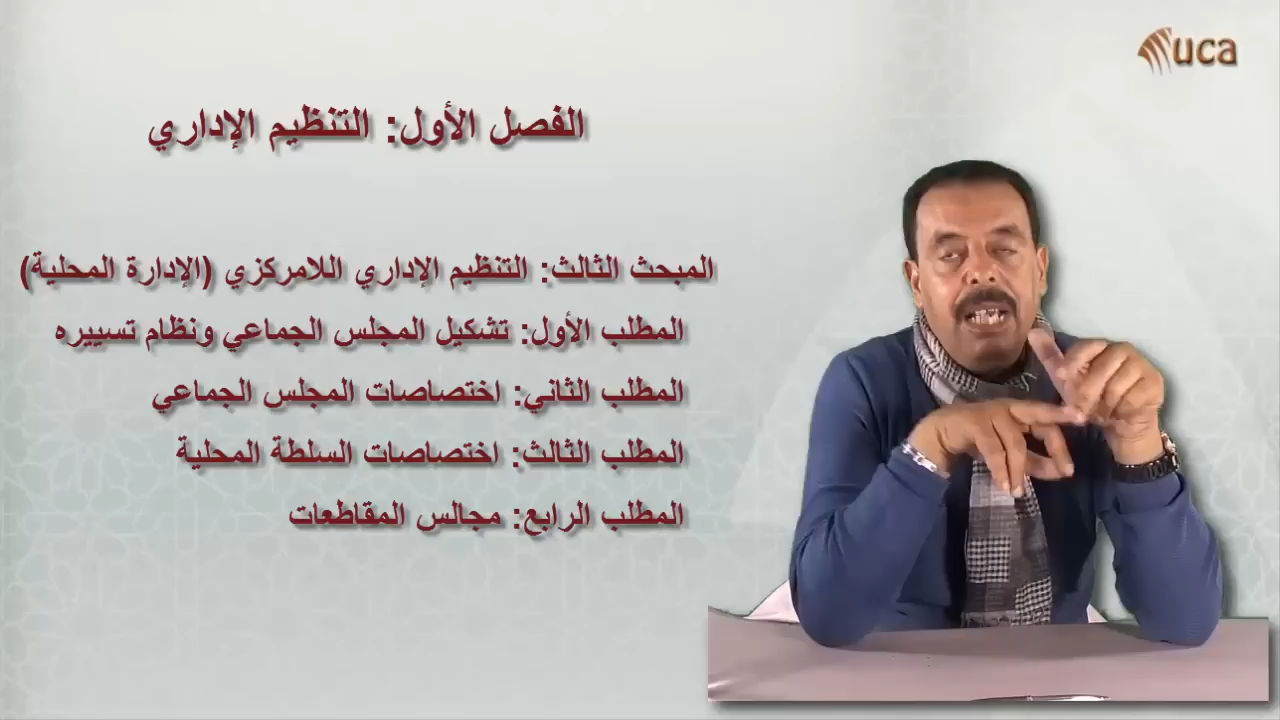 uca
الفصل الأول: التنظيم الإداري
المبحث الثالث: التنظيم الإداري اللامركزي (الإدارة المحلية)
المطلب الأول: تشكيل المجلس الجماعي ونظام تسييره
المطلب الثاني: اختصاصات المجلس الجماعي
المطلب الثالث: اختصاصات السلطة المحلية
المطلب الرابع: مجالس المقاطعات